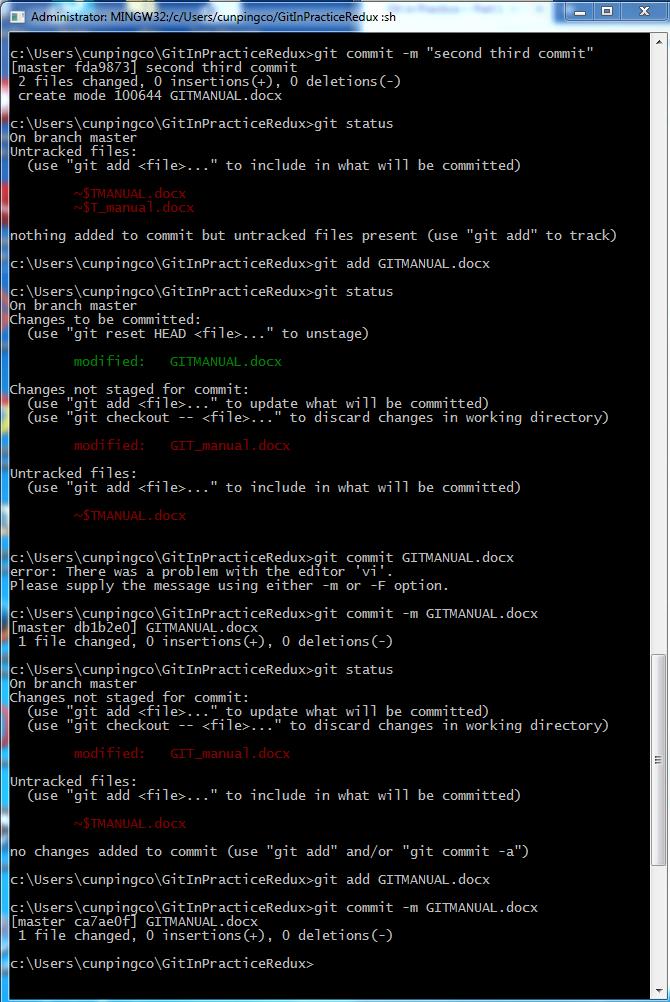 Administrator: MINGW32:/c/Users/cunpingco/GitInPracticeRedux :sh
c:\Users\cunpingco\GitInPracticeRedux>git commit -m "second third commit"
[master fda9873] second third commit
 2 files changed, 0 insertions(+), 0 deletions(-)
 create mode 100644 GITMANUAL.docx
c:\Users\cunpingco\GitInPracticeRedux>git status
On branch master
Untracked files:
  (use "git add <file>..." to include in what will be committed)
        ~$TMANUAL.docx
        ~$T_manual.docx
nothing added to commit but untracked files present (use "git add" to track)
c:\Users\cunpingco\GitInPracticeRedux>git add GITMANUAL.docx
c:\Users\cunpingco\GitInPracticeRedux>git status
On branch master
Changes to be committed:
  (use "git reset HEAD <file>..." to unstage)
        modified:   GITMANUAL.docx
Changes not staged for commit:
  (use "git add <file>..." to update what will be committed)
  (use "git checkout -- <file>..." to discard changes in working directory)
        modified:   GIT_manual.docx
Untracked files:
  (use "git add <file>..." to include in what will be committed)
        ~$TMANUAL.docx
c:\Users\cunpingco\GitInPracticeRedux>git commit GITMANUAL.docx
error: There was a problem with the editor 'vi'.
Please supply the message using either -m or -F option.
c:\Users\cunpingco\GitInPracticeRedux>git commit -m GITMANUAL.docx
[master db1b2e0] GITMANUAL.docx
 1 file changed, 0 insertions(+), 0 deletions(-)
c:\Users\cunpingco\GitInPracticeRedux>git status
On branch master
Changes not staged for commit:
  (use "git add <file>..." to update what will be committed)
  (use "git checkout -- <file>..." to discard changes in working directory)
        modified:   GIT_manual.docx
Untracked files:
  (use "git add <file>..." to include in what will be committed)
        ~$TMANUAL.docx
no changes added to commit (use "git add" and/or "git commit -a")
c:\Users\cunpingco\GitInPracticeRedux>git add GITMANUAL.docx
c:\Users\cunpingco\GitInPracticeRedux>git commit -m GITMANUAL.docx
[master ca7ae0f] GITMANUAL.docx
 1 file changed, 0 insertions(+), 0 deletions(-)
c:\Users\cunpingco\GitInPracticeRedux>